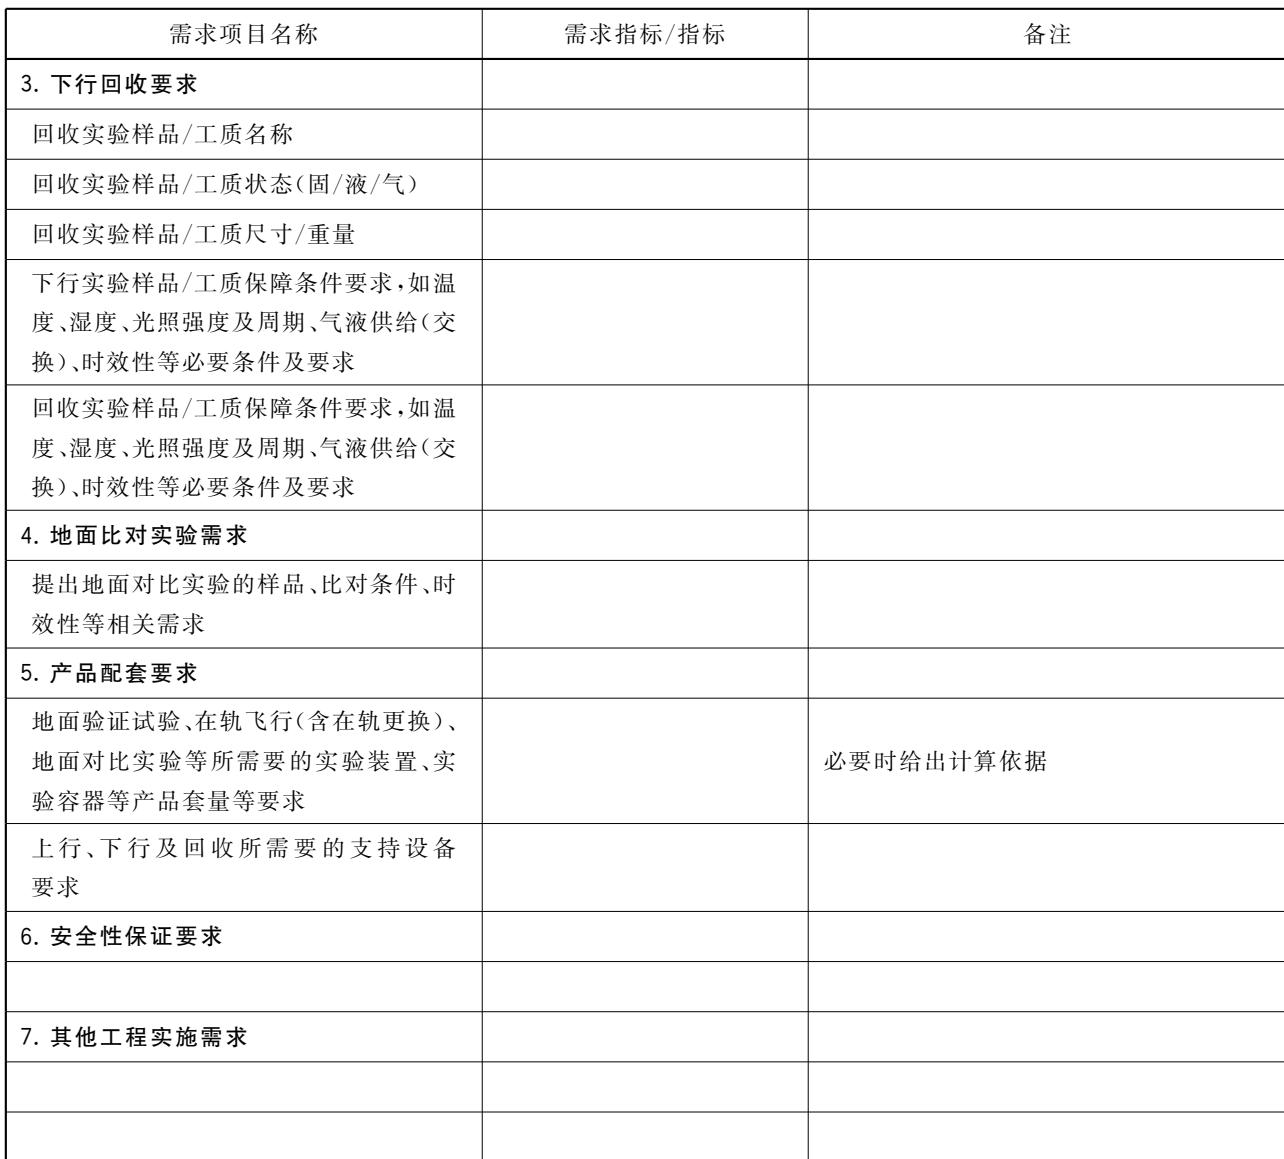 需求项目名称 需求指标/指标 备注
3. 下行回收要求
回收实验样品/工质名称
回收实验样品/工质状态(固/液/气)
回收实验样品/工质尺寸/重量
下行实验样品/工质保障条件要求,如温
度、湿度、光照强度及周期、气液供给(交
换)、时效性等必要条件及要求
回收实验样品/工质保障条件要求,如温
度、湿度、光照强度及周期、气液供给(交
换)、时效性等必要条件及要求
4. 地面比对实验需求
提出地面对比实验的样品、比对条件、时
效性等相关需求
5. 产品配套要求
地面验证试验、在轨飞行(含在轨更换)、
地面对比实验等所需要的实验装置、实
验容器等产品套量等要求
必要时给出计算依据
上行、下行及回收所需要的支持设备
要求
6. 安全性保证要求
7. 其他工程实施需求